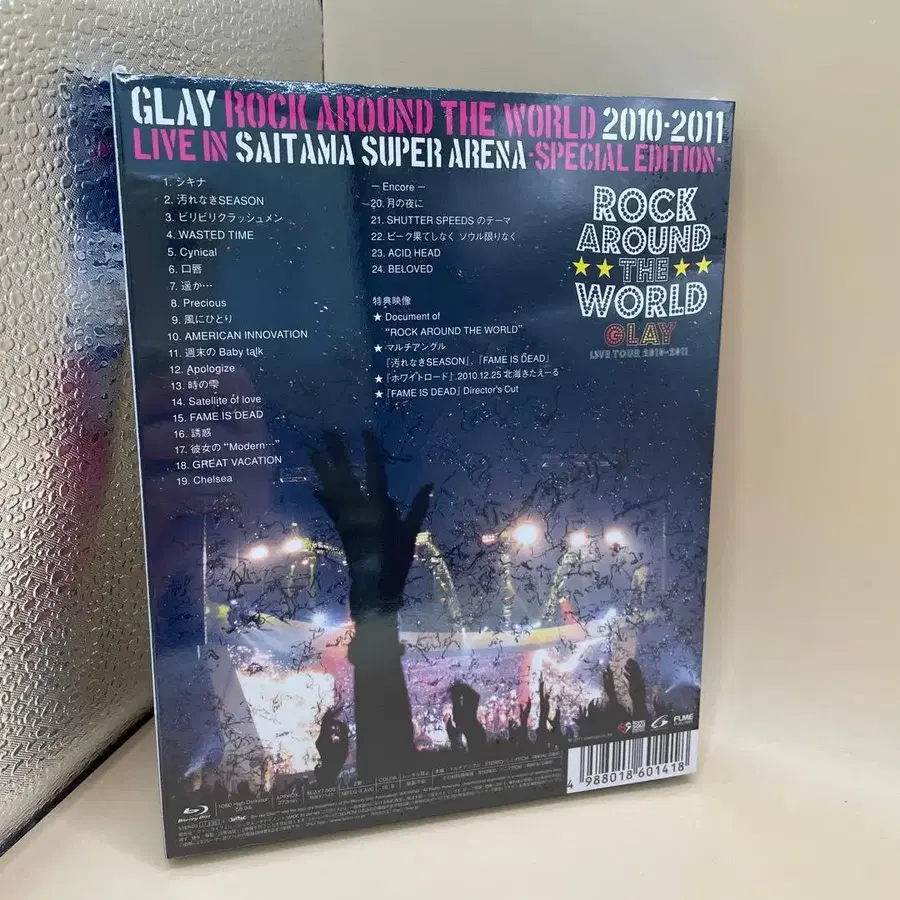 GLAY ROCK AROUND THE WORLD 2010-2011
LIVE IN SAITAMA SUPER ARENA -SPECIAL EDITION-
1. シキナ
2. 汚れなきSEASON
3. ビリビリクラッシュメン
4. WASTED TIME
5. Cynical
6. 口唇
7. 遥か…
8. Precious
9. 風にひとり
10. AMERICAN INNOVATION
11. 週末の Baby talk
12. Apologize
13. 時の雫
14. Satellite of love
15. FAME IS DEAD
16. 誘惑
17. 彼女の “Modern…”
18. GREAT VACATION
19. Chelsea
— Encore —
20. 月の夜に
21. SHUTTER SPEEDS のテーマ
22. ピーク果てしなく ソウル限りなく
23. ACID HEAD
24. BELOVED
特典映像
★ Document of
“ROCK AROUND THE WORLD”
★ マルチアングル
『汚れなきSEASON』、『FAME IS DEAD』
★『ホワイトロード』2010.12.25 北海きたえーる
★『FAME IS DEAD』Director's Cut
ROCK
AROUND
★★ THE ★★
WORLD
GLAY
LIVE TOUR 2010-2011
4 988018 601418
Blu-ray Disc
COLOR
MPEG-4 AVC